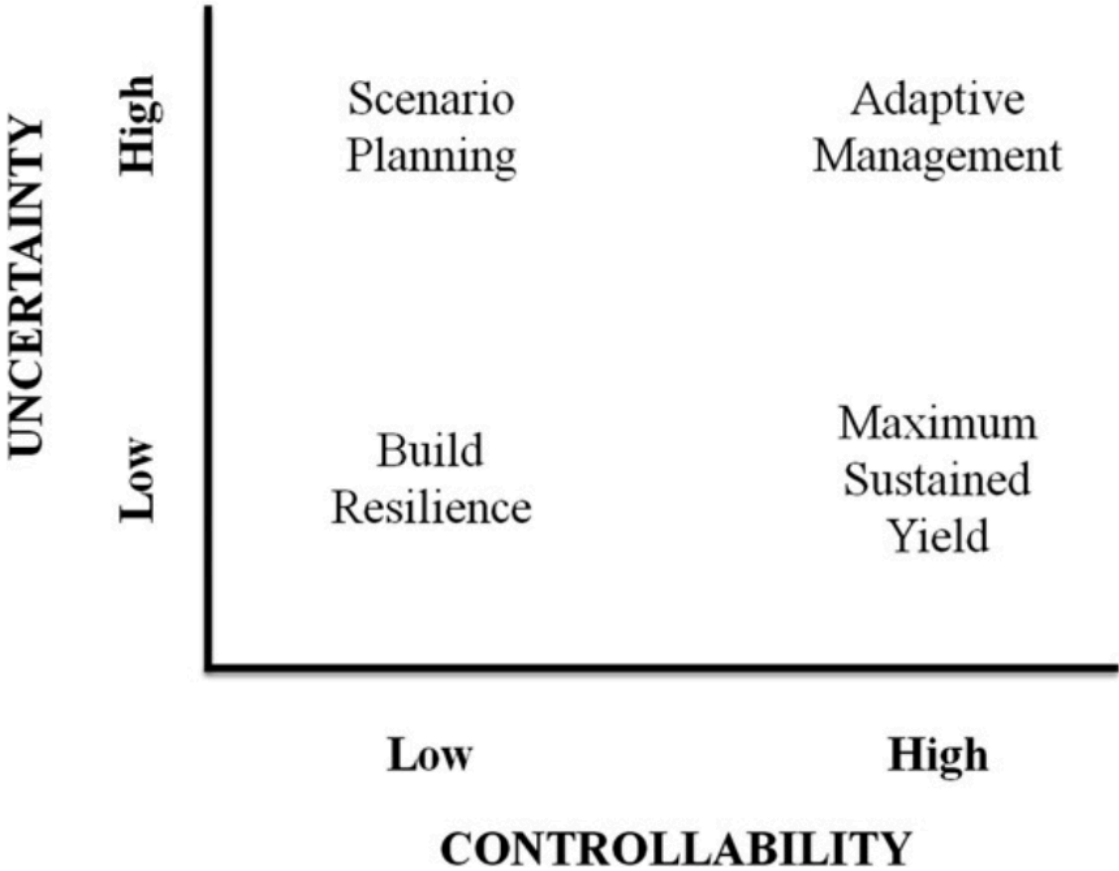 UNCERTAINTY
High
Low
Scenario
Planning
Adaptive
Management
Build
Resilience
Maximum
Sustained
Yield
Low
High
CONTROLLABILITY